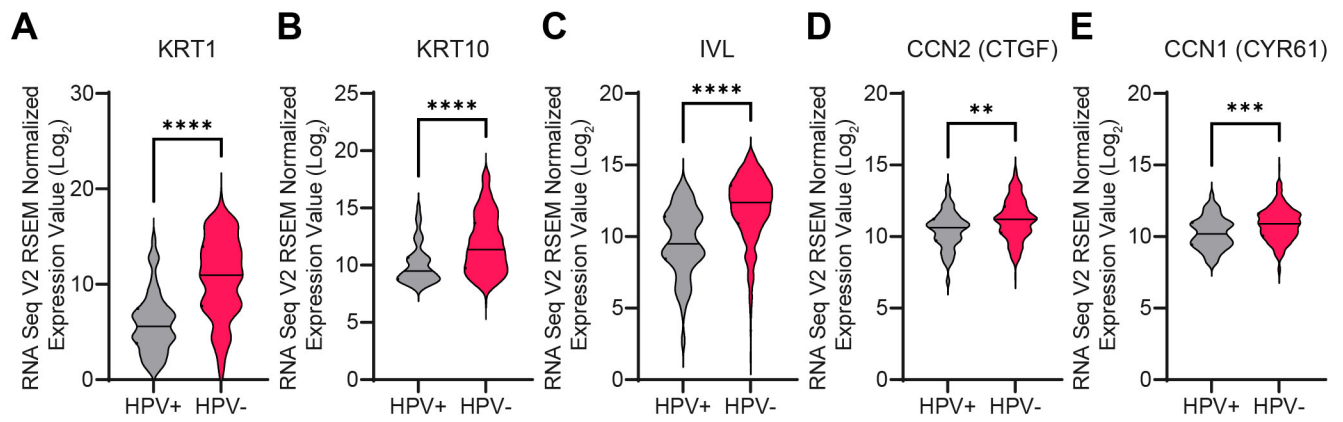 A
KRT1
RNA Seq V2 RSEM Normalized
Expression Value (Log2)
30
20
10
0
****
HPV+ HPV-
B
KRT10
RNA Seq V2 RSEM Normalized
Expression Value (Log2)
25
20
15
10
5
0
****
HPV+ HPV-
C
IVL
RNA Seq V2 RSEM Normalized
Expression Value (Log2)
20
15
10
5
0
****
HPV+ HPV-
D
CCN2 (CTGF)
RNA Seq V2 RSEM Normalized
Expression Value (Log2)
20
15
10
5
0
**
HPV+ HPV-
E
CCN1 (CYR61)
RNA Seq V2 RSEM Normalized
Expression Value (Log2)
20
15
10
5
0
***
HPV+ HPV-